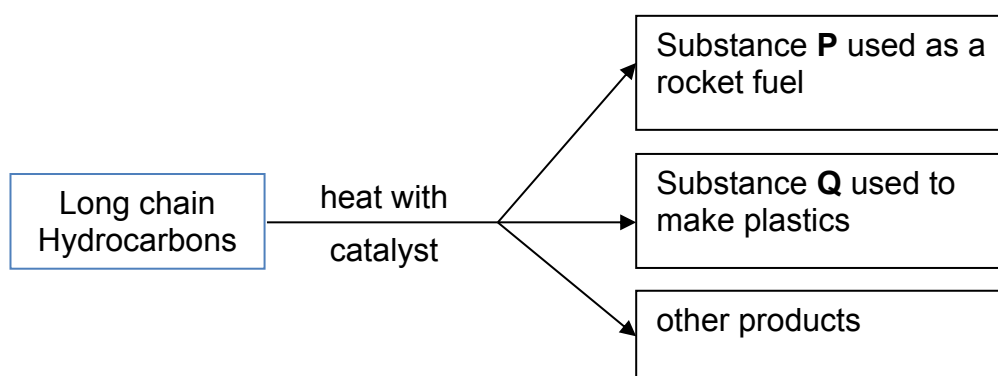 Long chain
Hydrocarbons
heat with
catalyst
Substance P used as a
rocket fuel
Substance Q used to
make plastics
other products